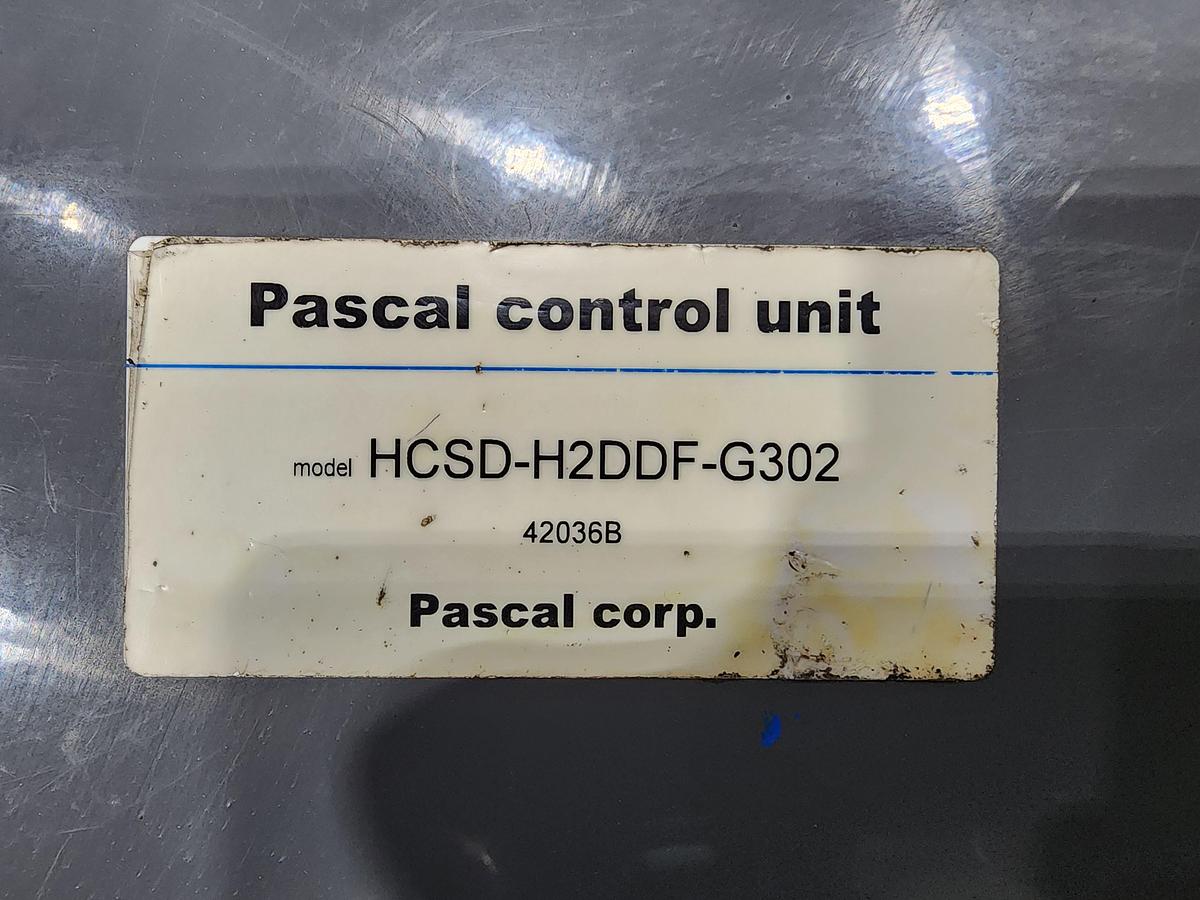 Pascal control unit
model HCSD-H2DDF-G302
42036B
Pascal corp.